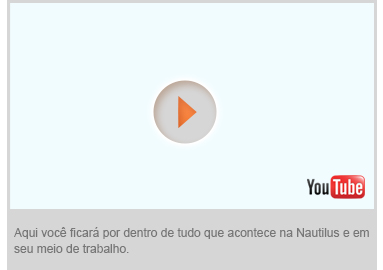 YouTube
Aqui você ficará por dentro de tudo que acontece na Nautilus e em
seu meio de trabalho.